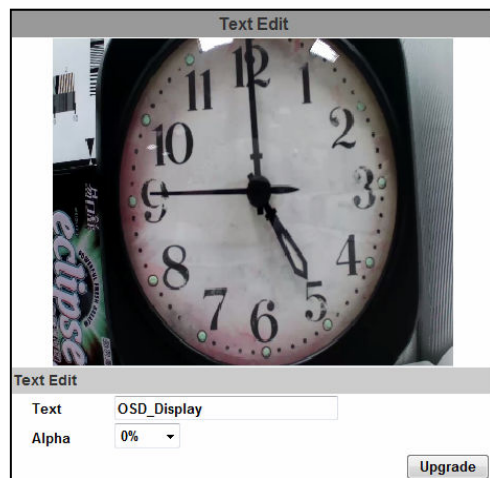 Text Edit
11 12 1
10 2
9 3
8 4
7 6 5
eclipse
Text Edit
Text OSD_Display
Alpha 0%
Upgrade